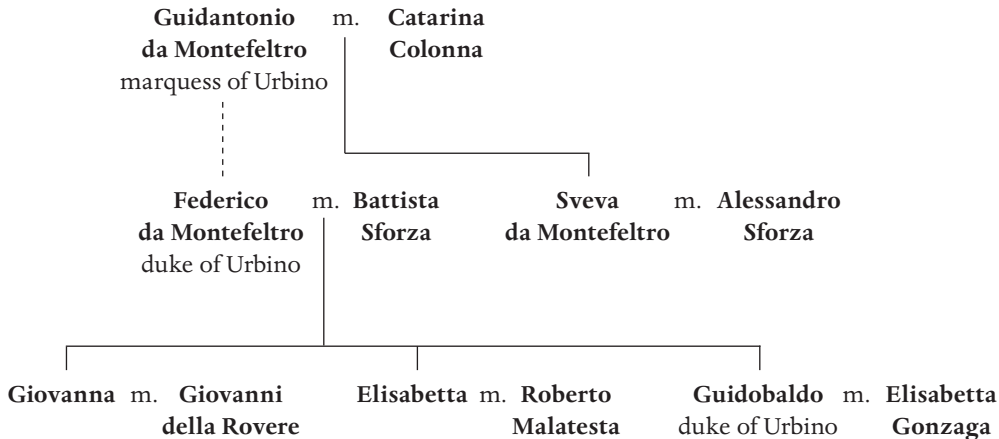 Guidantonio m. Catarina
da Montefeltro Colonna
marquess of Urbino
Federico m. Battista Sveva m. Alessandro
da Montefeltro Sforza da Montefeltro Sforza
duke of Urbino
Giovanna m. Giovanni Elisabetta m. Roberto Guidobaldo m. Elisabetta
della Rovere Malatesta duke of Urbino Gonzaga